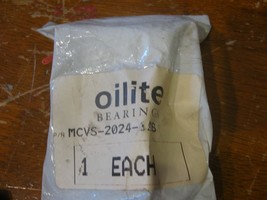 oilite
BEARING
MCVS-2024-
1 EACH